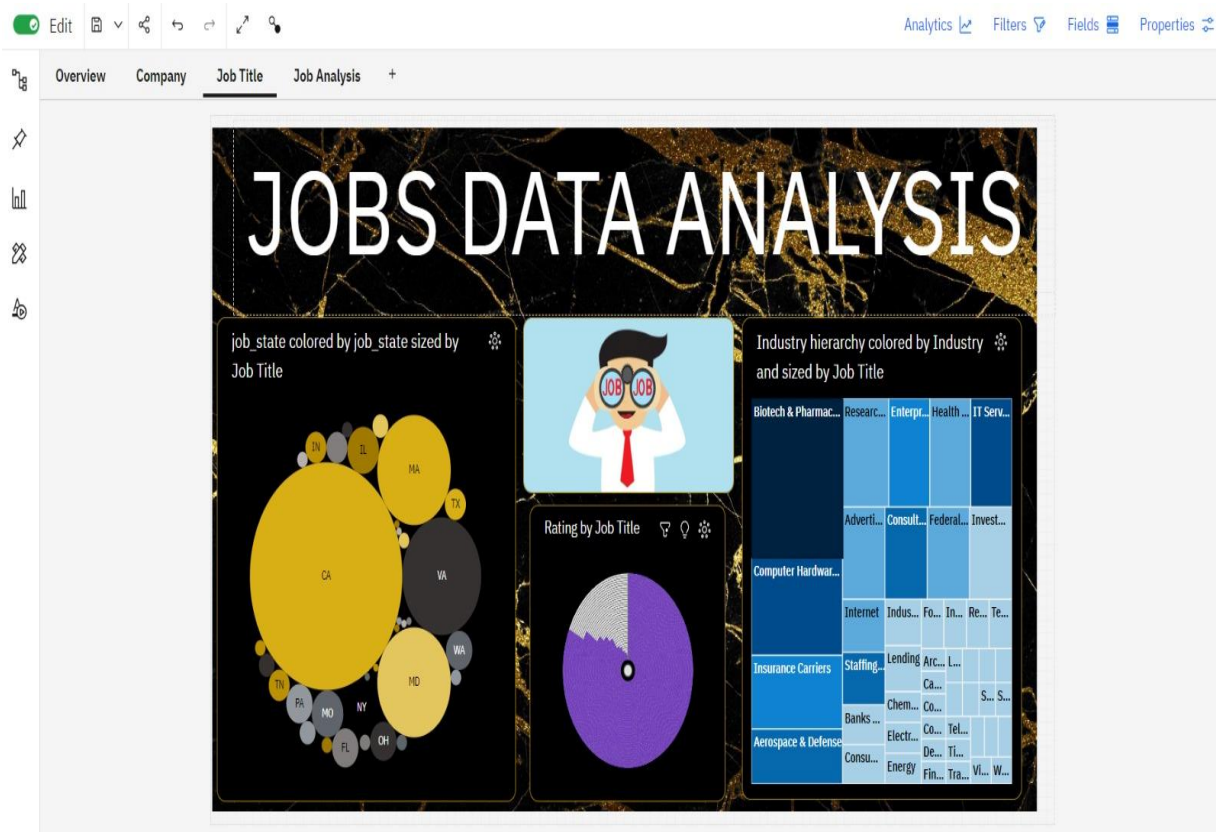 Edit
Analytics Filters Fields Properties
Overview Company Job Title Job Analysis +
JOBS DATA ANALYSIS
job_state colored by job_state sized by
Job Title
IN
IL
MA
TX
CA
VA
WA
TN
MD
PA
MO
NY
FL
OH
JOB JOB
Rating by Job Title
Industry hierarchy colored by Industry
and sized by Job Title
Biotech & Pharmac... Researc... Enterpr... Health ... IT Serv...
Adverti... Consult... Federal... Invest...
Computer Hardwar...
Internet Indus... Fo... In... Re... Te...
Insurance Carriers Staffing... Lending Arc... L...
Ca...
S... S...
Chem... Co...
Banks ...
Electr... Co... Tel...
Aerospace & Defense
De... Ti...
Consu... Energy Fin... Tra... Vi... W...